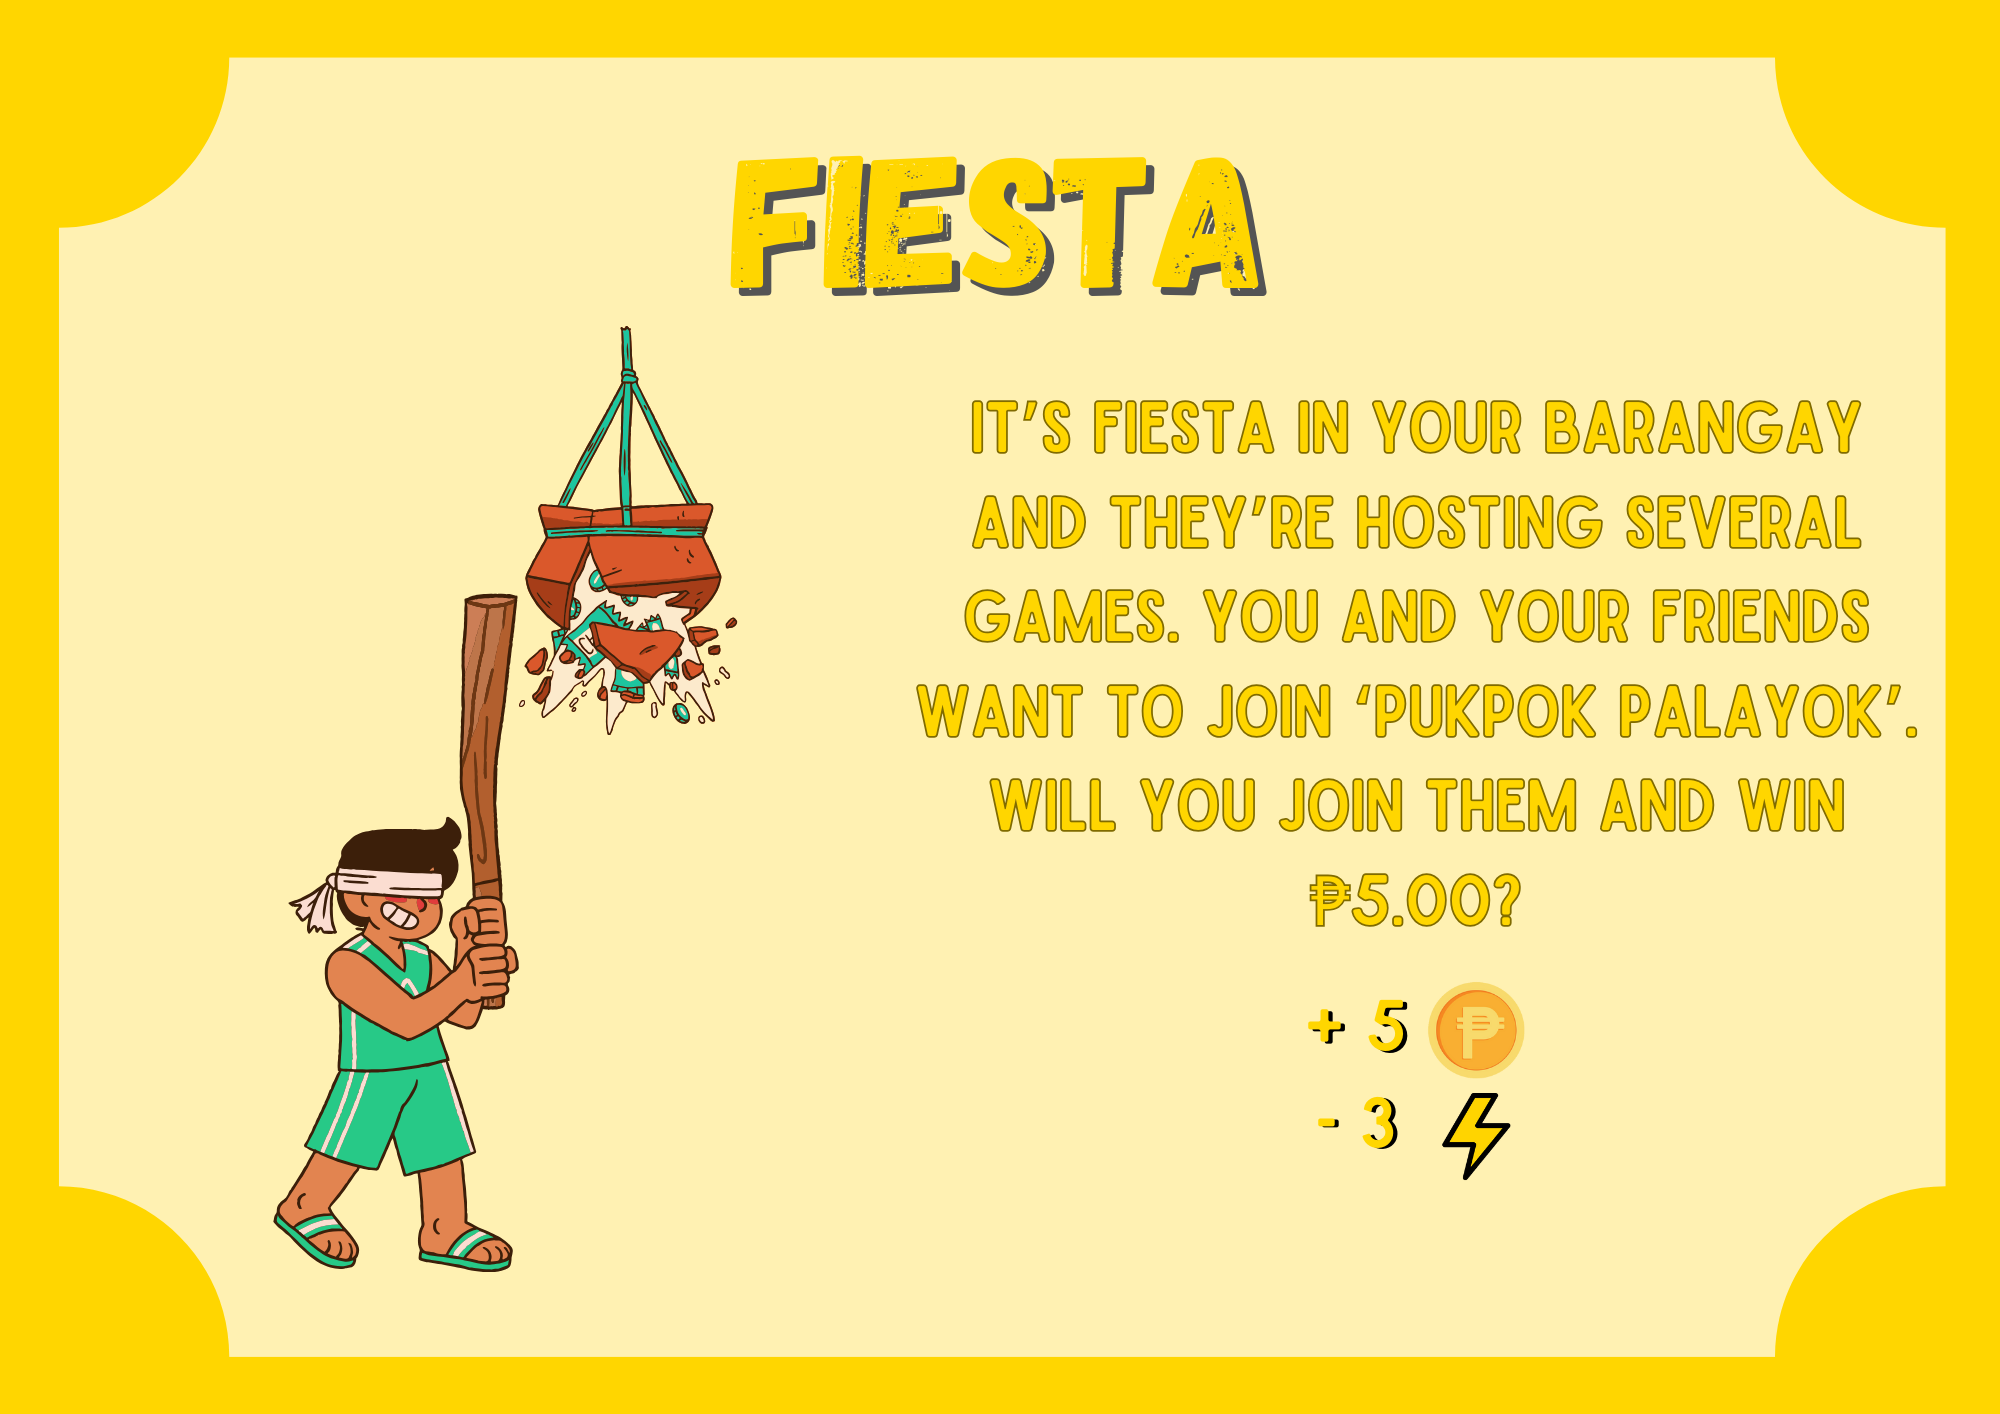 FIESTA
IT'S FIESTA IN YOUR BARANGAY
AND THEY'RE HOSTING SEVERAL
GAMES. YOU AND YOUR FRIENDS
WANT TO JOIN ‘PUKPOK PALAYOK’.
WILL YOU JOIN THEM AND WIN
₱5.00?
+ 5 ₱
- 3